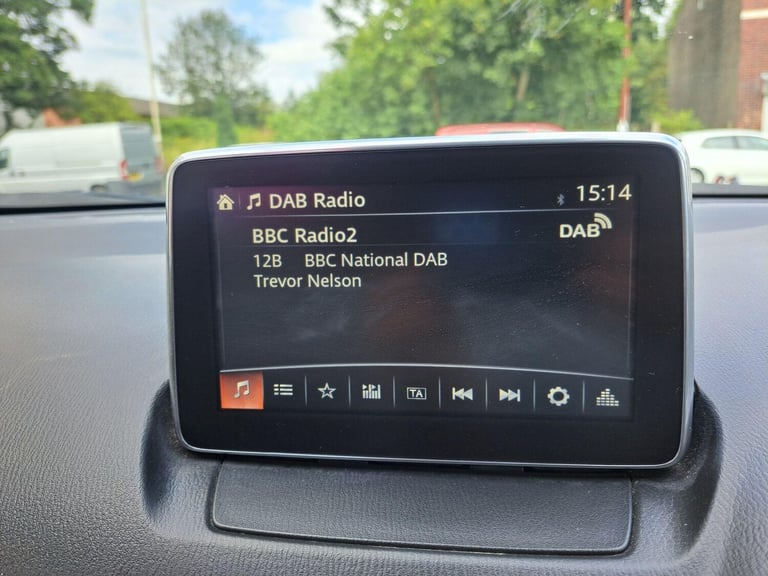 DAB Radio 15:14
BBC Radio2 DAB
12B BBC National DAB
Trevor Nelson
TA